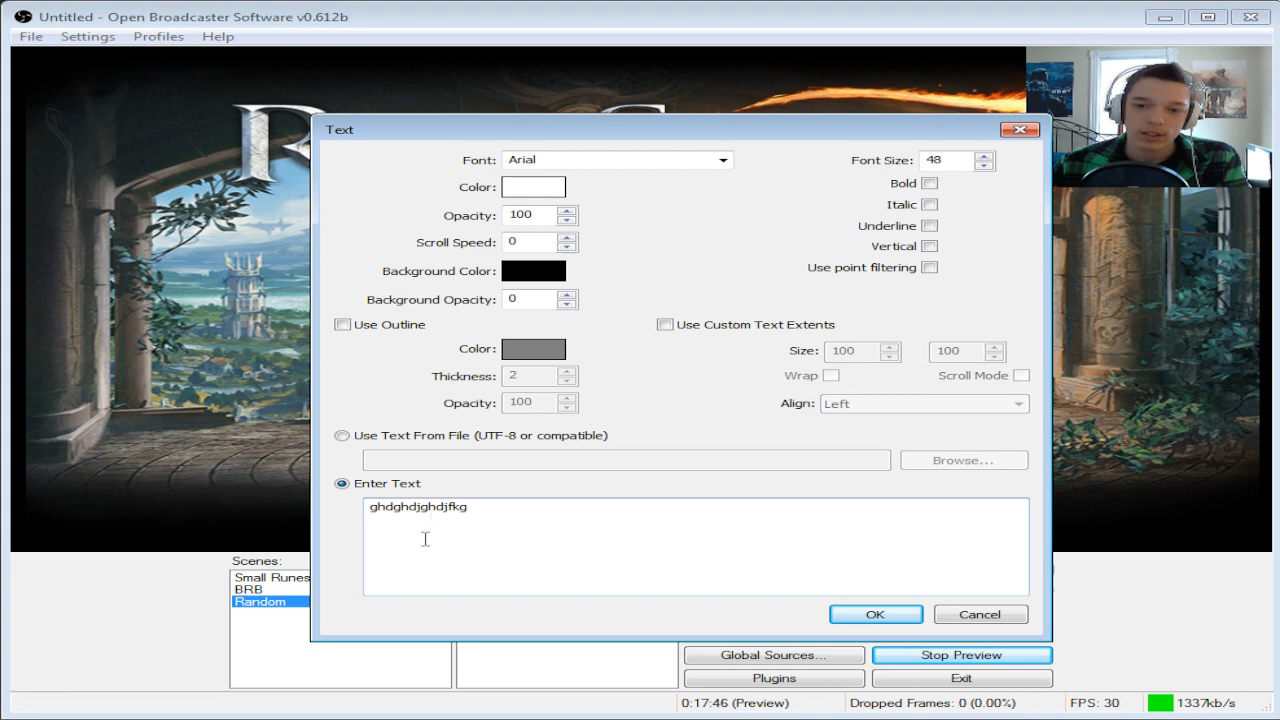 Untitled - Open Broadcaster Software v0.612b
File Settings Profiles Help
Text
Font: Arial
Font Size: 48
Color:
Bold
Opacity: 100
Italic
Scroll Speed: 0
Underline
Vertical
Background Color:
Use point filtering
Background Opacity: 0
Use Outline
Use Custom Text Extents
Color:
Size: 100 100
Thickness: 2
Wrap
Scroll Mode
Opacity: 100
Align: Left
Use Text From File (UTF-8 or compatible)
Browse...
Enter Text
ghdghdjghdjfkg
OK Cancel
Scenes:
Small Runes
BRB
Random
Global Sources... Stop Preview
Plugins Exit
0:17:46 (Preview) Dropped Frames: 0 (0.00%) FPS: 30 1337kb/s